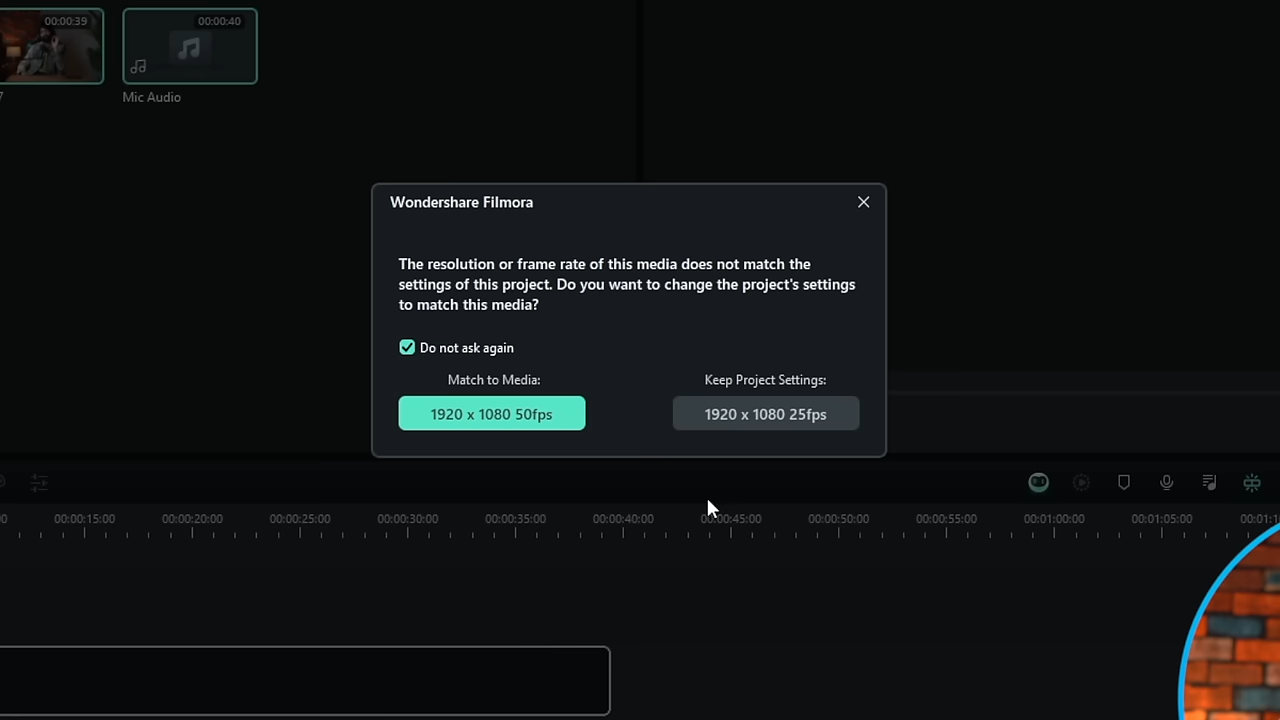 00:00:39
00:00:40
7
Mic Audio
Wondershare Filmora
The resolution or frame rate of this media does not match the
settings of this project. Do you want to change the project's settings
to match this media?
Do not ask again
Match to Media:
Keep Project Settings:
1920 x 1080 50fps
1920 x 1080 25fps
00:00:15:00
00:00:20:00
00:00:25:00
00:00:30:00
00:00:35:00
00:00:40:00
00:00:45:00
00:00:50:00
00:00:55:00
00:01:00:00
00:01:05:00